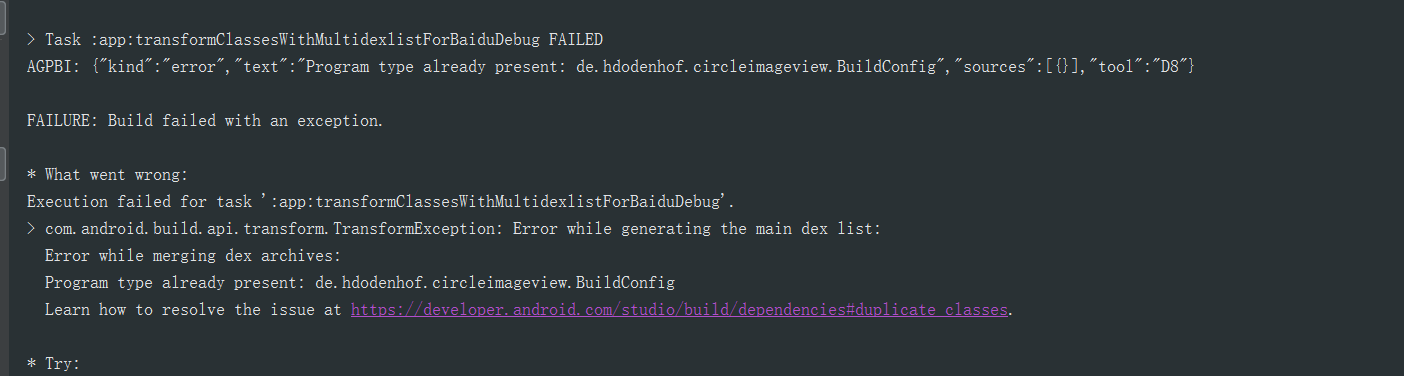 > Task :app:transformClassesWithMultidexlistForBaiduDebug FAILED
AGPBI: {"kind":"error","text":"Program type already present: de.hdodenhof.circleimageview.BuildConfig","sources":[{}],"tool":"D8"}
FAILURE: Build failed with an exception.
* What went wrong:
Execution failed for task ':app:transformClassesWithMultidexlistForBaiduDebug'.
> com.android.build.api.transform.TransformException: Error while generating the main dex list:
Error while merging dex archives:
Program type already present: de.hdodenhof.circleimageview.BuildConfig
Learn how to resolve the issue at https://developer.android.com/studio/build/dependencies#duplicate_classes.
* Try: